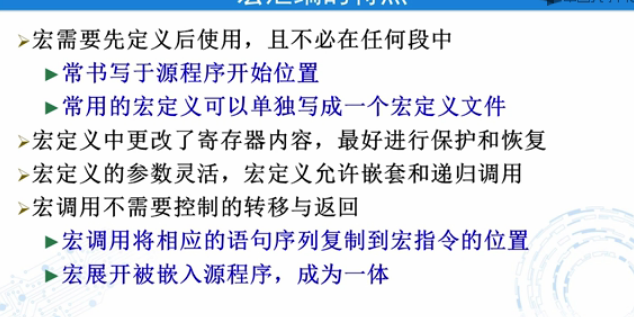 宏汇编的特点
➢宏需要先定义后使用，且不必在任何段中
▶常书写于源程序开始位置
▶常用的宏定义可以单独写成一个宏定义文件
➢宏定义中更改了寄存器内容，最好进行保护和恢复
➢宏定义的参数灵活，宏定义允许嵌套和递归调用
➢宏调用不需要控制的转移与返回
▶宏调用将相应的语句序列复制到宏指令的位置
▶宏展开被嵌入源程序，成为一体